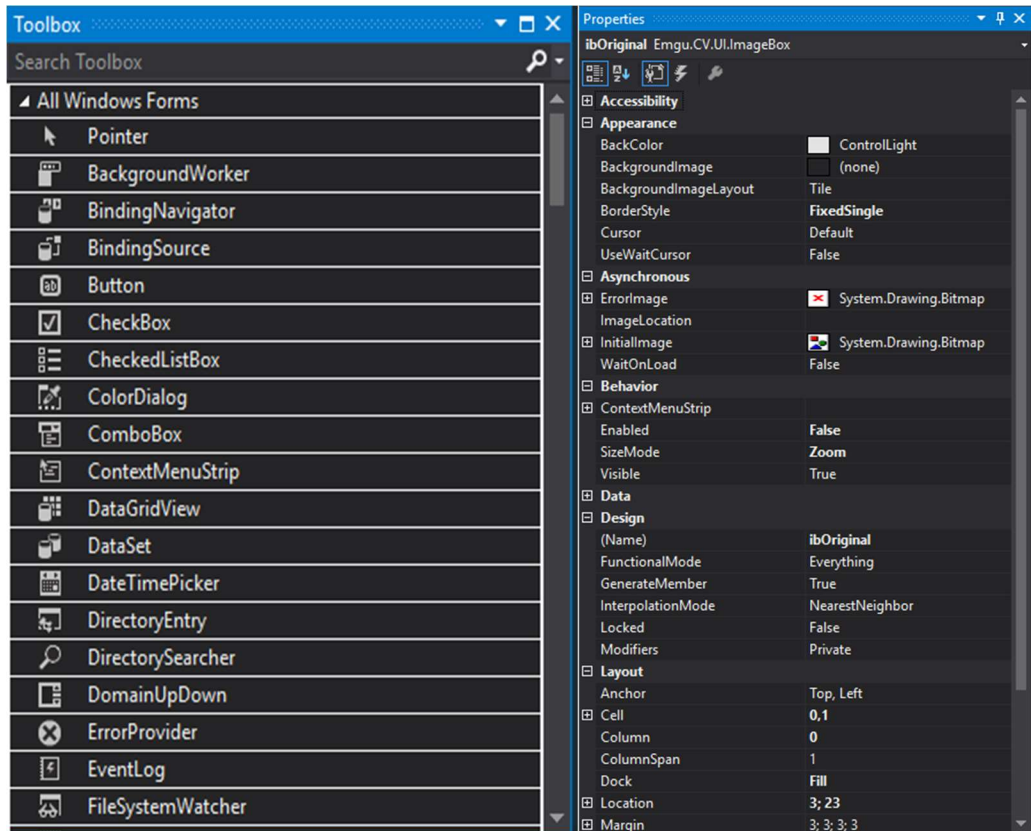 Toolbox
Search Toolbox
All Windows Forms
Pointer
BackgroundWorker
BindingNavigator
BindingSource
Button
CheckBox
CheckedListBox
ColorDialog
ComboBox
ContextMenuStrip
DataGridView
DataSet
DateTimePicker
DirectoryEntry
DirectorySearcher
DomainUpDown
ErrorProvider
EventLog
FileSystemWatcher
Properties
ibOriginal Emgu.CV.UI.ImageBox
Accessibility
Appearance
BackColor ControlLight
BackgroundImage (none)
BackgroundImageLayout Tile
BorderStyle FixedSingle
Cursor Default
UseWaitCursor False
Asynchronous
ErrorImage System.Drawing.Bitmap
ImageLocation
InitialImage System.Drawing.Bitmap
WaitOnLoad False
Behavior
ContextMenuStrip
Enabled False
SizeMode Zoom
Visible True
Data
Design
(Name) ibOriginal
FunctionalMode Everything
GenerateMember True
InterpolationMode NearestNeighbor
Locked False
Modifiers Private
Layout
Anchor Top, Left
Cell 0,1
Column 0
ColumnSpan 1
Dock Fill
Location 3; 23
Margin 3; 3; 3; 3